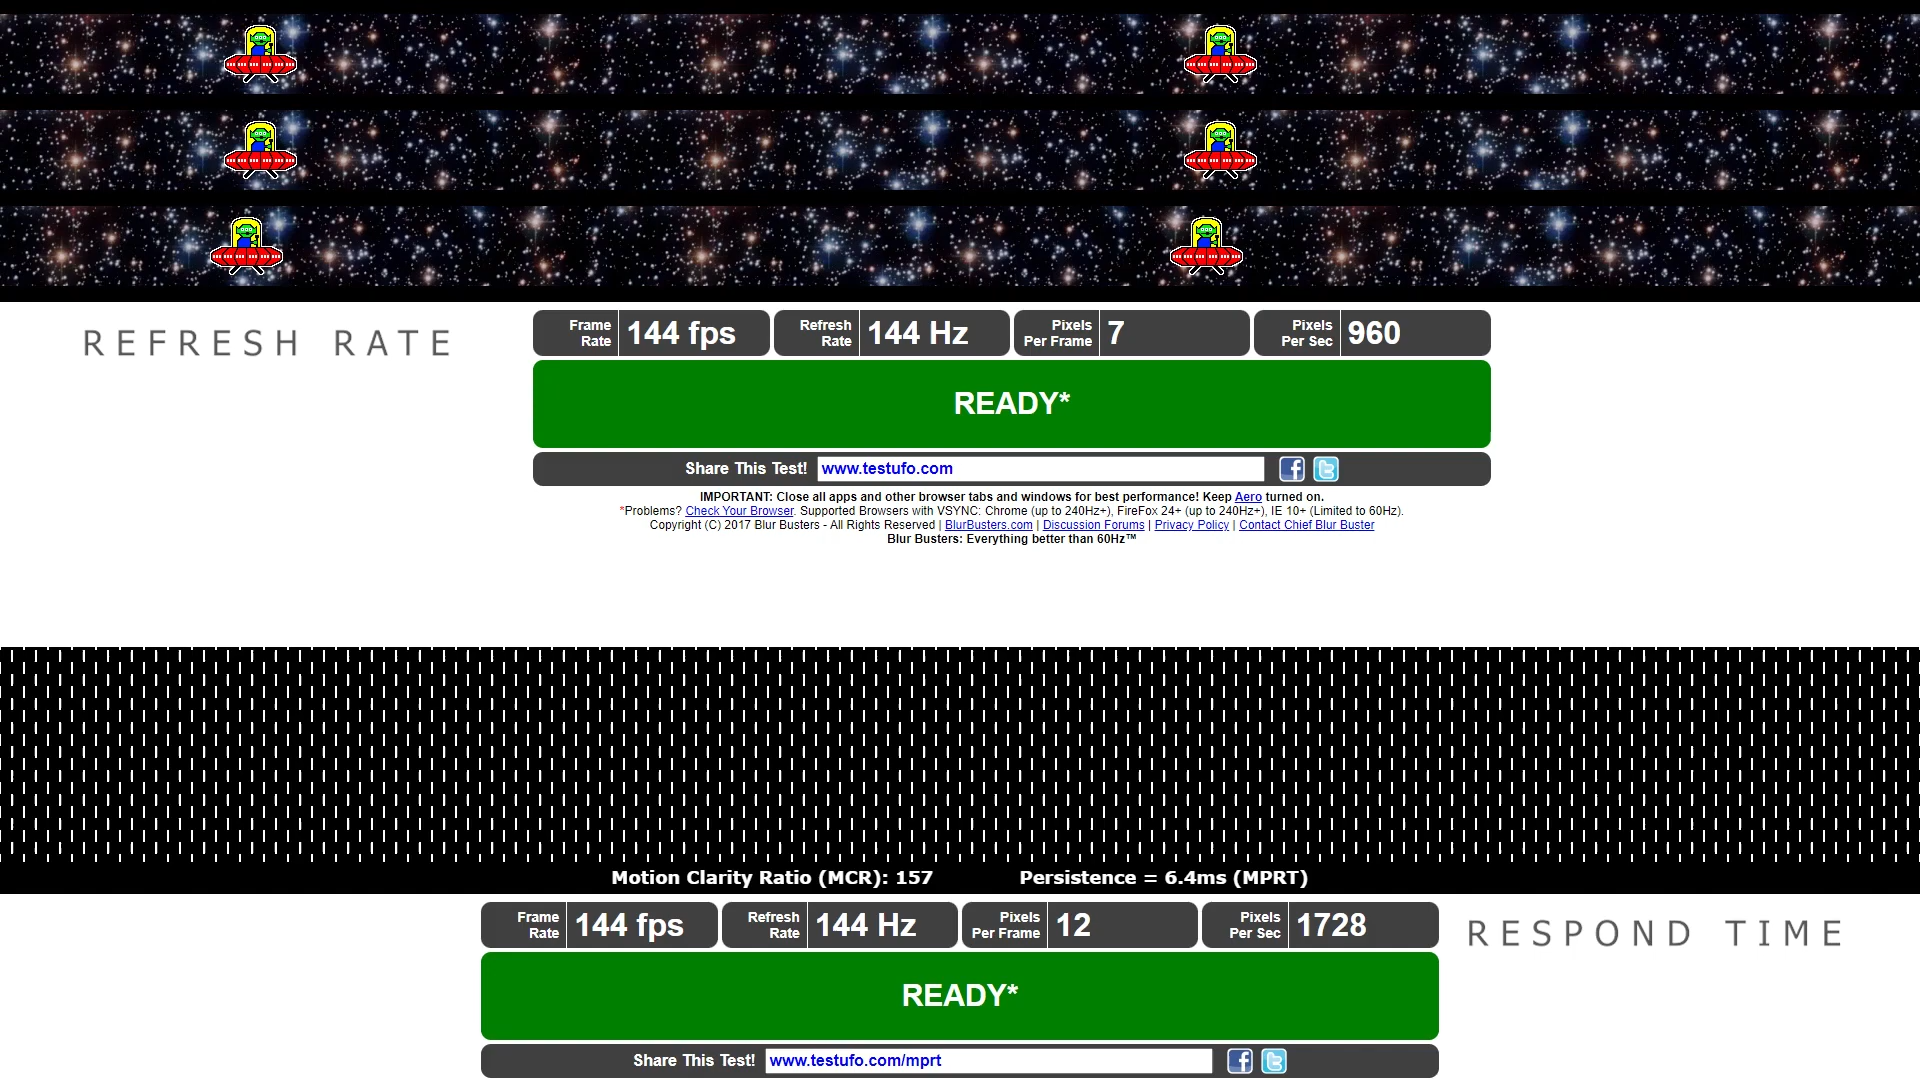 REFRESH RATE
Frame Rate 144 fps Refresh Rate 144 Hz Pixels Per Frame 7 Pixels Per Sec 960
READY*
Share This Test! www.testufo.com
IMPORTANT: Close all apps and other browser tabs and windows for best performance! Keep Aero turned on.
*Problems? Check Your Browser. Supported Browsers with VSYNC: Chrome (up to 240Hz+), FireFox 24+ (up to 240Hz+), IE 10+ (Limited to 60Hz).
Copyright (C) 2017 Blur Busters - All Rights Reserved | BlurBusters.com | Discussion Forums | Privacy Policy | Contact Chief Blur Buster
Blur Busters: Everything better than 60Hz™
Motion Clarity Ratio (MCR): 157 Persistence = 6.4ms (MPRT)
Frame Rate 144 fps Refresh Rate 144 Hz Pixels Per Frame 12 Pixels Per Sec 1728
RESPOND TIME
READY*
Share This Test! www.testufo.com/mprt